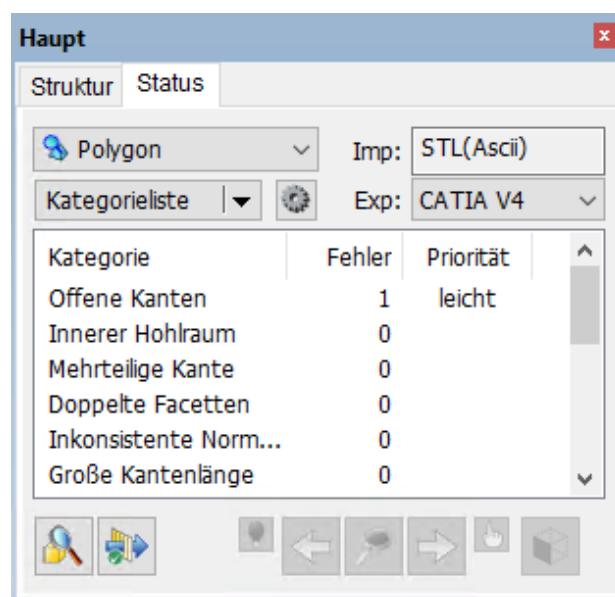 Haupt
Struktur Status
Polygon Imp: STL(Ascii)
Kategorieliste Exp: CATIA V4
Kategorie Fehler Priorität
Offene Kanten 1 leicht
Innerer Hohlraum 0
Mehrteilige Kante 0
Doppelte Facetten 0
Inkonsistente Norm... 0
Große Kantenlänge 0